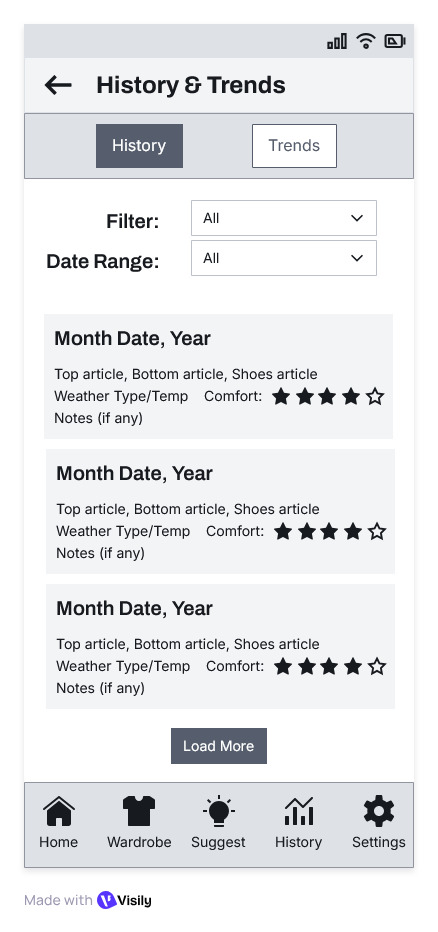 History & Trends
History
Trends
Filter:
All
Date Range:
All
Month Date, Year
Top article, Bottom article, Shoes article
Weather Type/Temp Comfort:
Notes (if any)
Month Date, Year
Top article, Bottom article, Shoes article
Weather Type/Temp Comfort:
Notes (if any)
Month Date, Year
Top article, Bottom article, Shoes article
Weather Type/Temp Comfort:
Notes (if any)
Load More
Home
Wardrobe
Suggest
History
Settings
Made with Visily